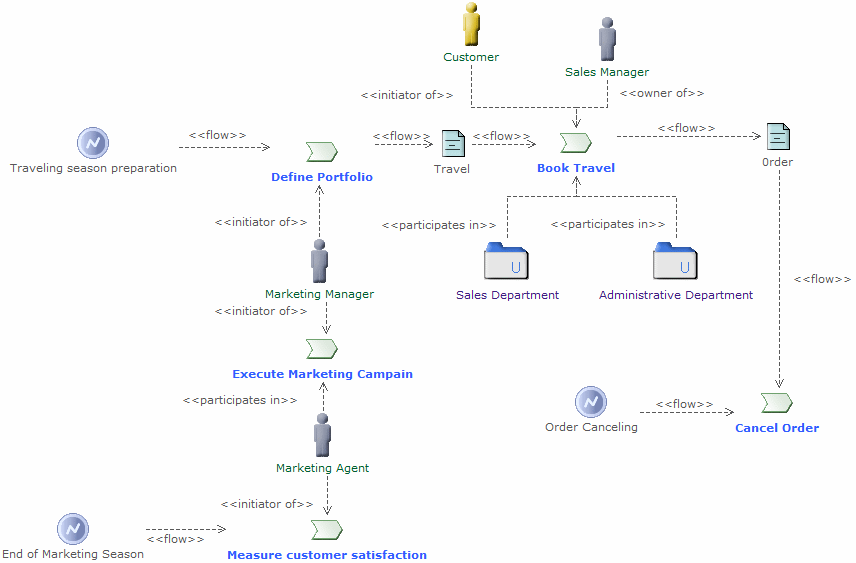 Customer
Sales Manager
<<initiator of>>
<<owner of>>
<<flow>>
<<flow>>
<<flow>>
<<flow>>
Traveling season preparation
Define Portfolio
Travel
Book Travel
0rder
<<initiator of>>
<<participates in>>
<<participates in>>
Marketing Manager
Sales Department
Administrative Department
<<flow>>
<<initiator of>>
Execute Marketing Campain
<<participates in>>
<<flow>>
Order Canceling
Cancel Order
Marketing Agent
<<initiator of>>
<<flow>>
End of Marketing Season
Measure customer satisfaction